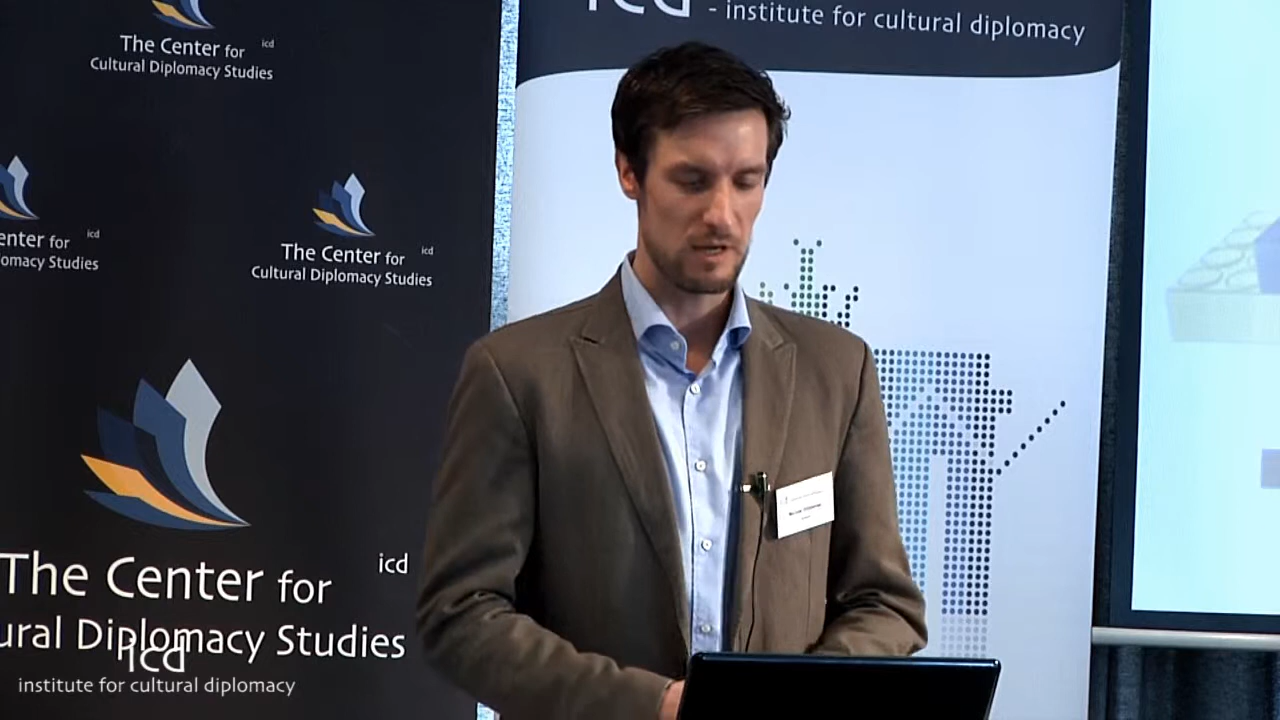 The Center for icd
Cultural Diplomacy Studies
icd - institute for cultural diplomacy
enter for icd
omacy Studies
The Center for icd
Cultural Diplomacy Studies
The Center for icd
ural Diplomacy Studies
icd
institute for cultural diplomacy